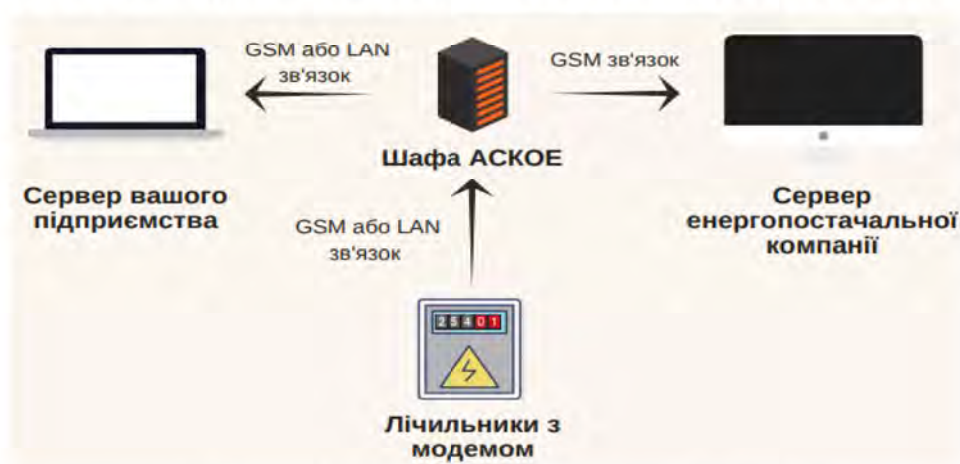 GSM або LAN
зв'язок
GSM зв'язок
Шафа АСКОЕ
Сервер вашого
підприємства
Сервер
енергопостачальної
компанії
GSM або LAN
зв'язок
25401
Лічильники з
модемом